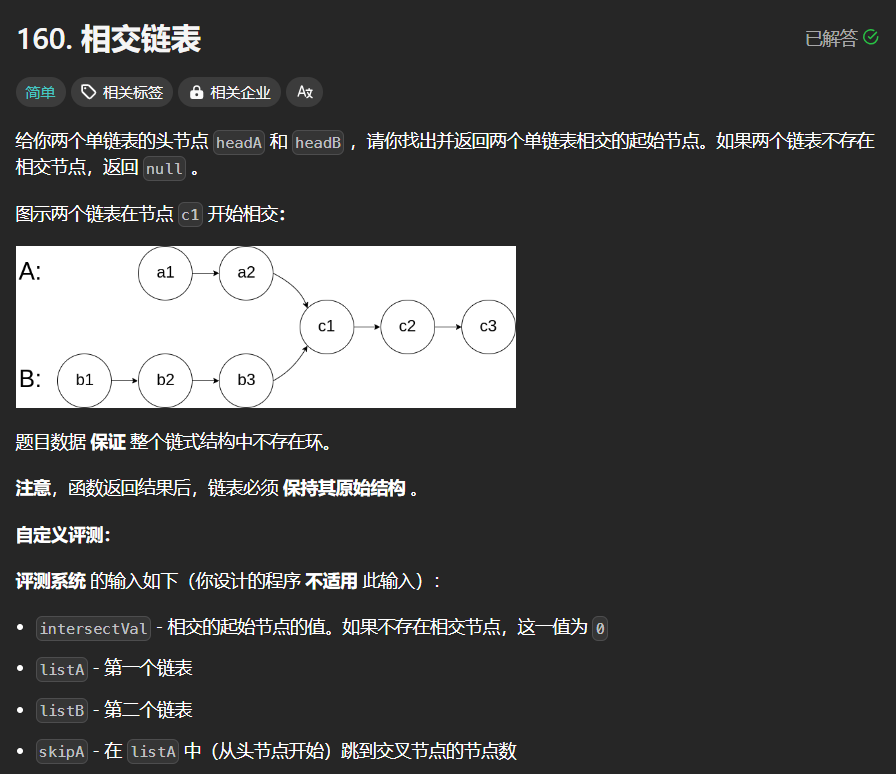 160. 相交链表
已解答
简单 相关标签 相关企业 Az
给你两个单链表的头节点 headA 和 headB ，请你找出并返回两个单链表相交的起始节点。如果两个链表不存在
相交节点，返回 null 。
图示两个链表在节点 c1 开始相交：
A: a1 a2
c1 c2 c3
B: b1 b2 b3
题目数据 保证 整个链式结构中不存在环。
注意，函数返回结果后，链表必须 保持其原始结构 。
自定义评测：
评测系统 的输入如下（你设计的程序 不适用 此输入）：
• intersectVal - 相交的起始节点的值。如果不存在相交节点，这一值为 0
• listA - 第一个链表
• listB - 第二个链表
• skipA - 在 listA 中（从头节点开始）跳到交叉节点的节点数